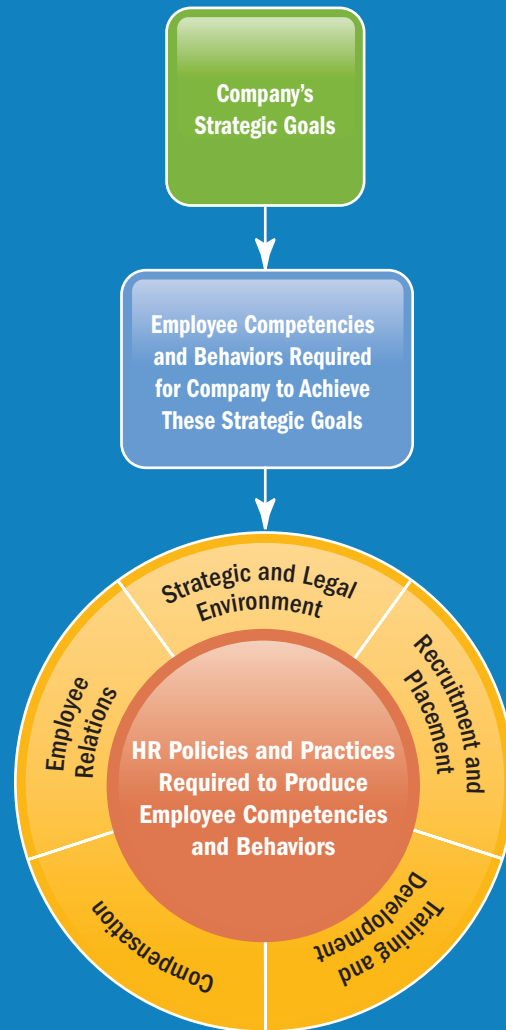 Company's
Strategic Goals
Employee Competencies
and Behaviors Required
for Company to Achieve
These Strategic Goals
Strategic and Legal
Environment
Recruitment and
Placement
Training and
Development
Compensation
Employee
Relations
HR Policies and Practices
Required to Produce
Employee Competencies
and Behaviors